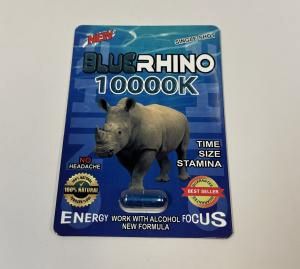 NEW
SINGLE SHOT
BLUE RHINO
10000K
TIME
SIZE
STAMINA
NO
HEADACHE
100% NATURAL
BEST SELLER
ENERGY WORK WITH ALCOHOL FOCUS
NEW FORMULA